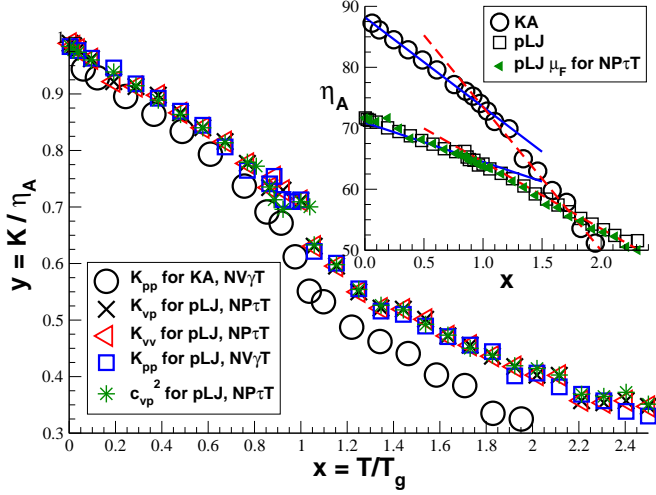 y = K / η_A
0.9
0.8
0.7
0.6
0.5
0.4
0.3
0 0.2 0.4 0.6 0.8 1 1.2 1.4 1.6 1.8 2 2.2 2.4
x = T/T_g
K_pp for KA, NVγT
K_vp for pLJ, NPτT
K_vv for pLJ, NPτT
K_pp for pLJ, NVγT
c_vp^2 for pLJ, NPτT
η_A
90
80
70
60
50
0.0 0.5 1.0 1.5 2.0
x
KA
pLJ
pLJ μ_F for NPτT